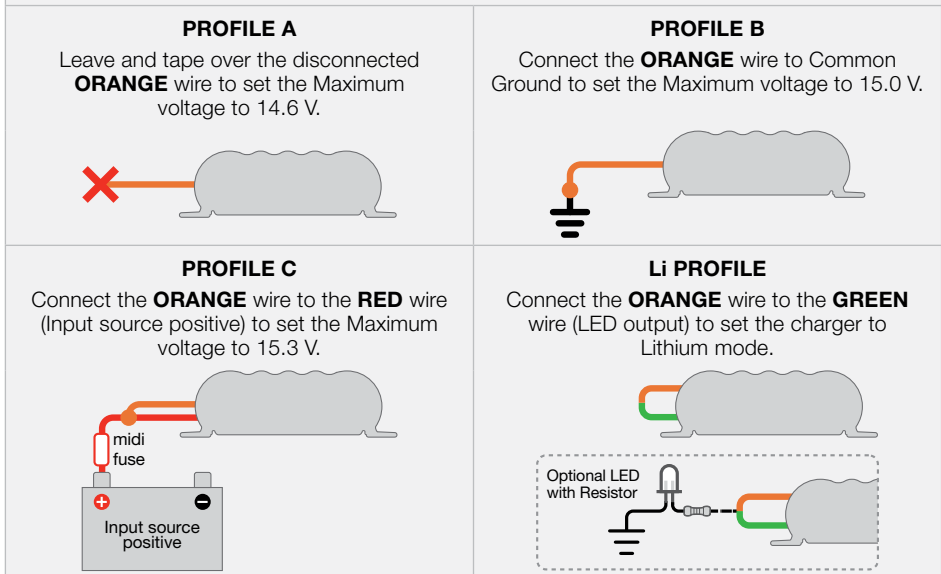 PROFILE A
Leave and tape over the disconnected
ORANGE wire to set the Maximum
voltage to 14.6 V.
PROFILE B
Connect the ORANGE wire to Common
Ground to set the Maximum voltage to 15.0 V.
PROFILE C
Connect the ORANGE wire to the RED wire
(Input source positive) to set the Maximum
voltage to 15.3 V.
midi
fuse
+
-
Input source
positive
Li PROFILE
Connect the ORANGE wire to the GREEN
wire (LED output) to set the charger to
Lithium mode.
Optional LED
with Resistor